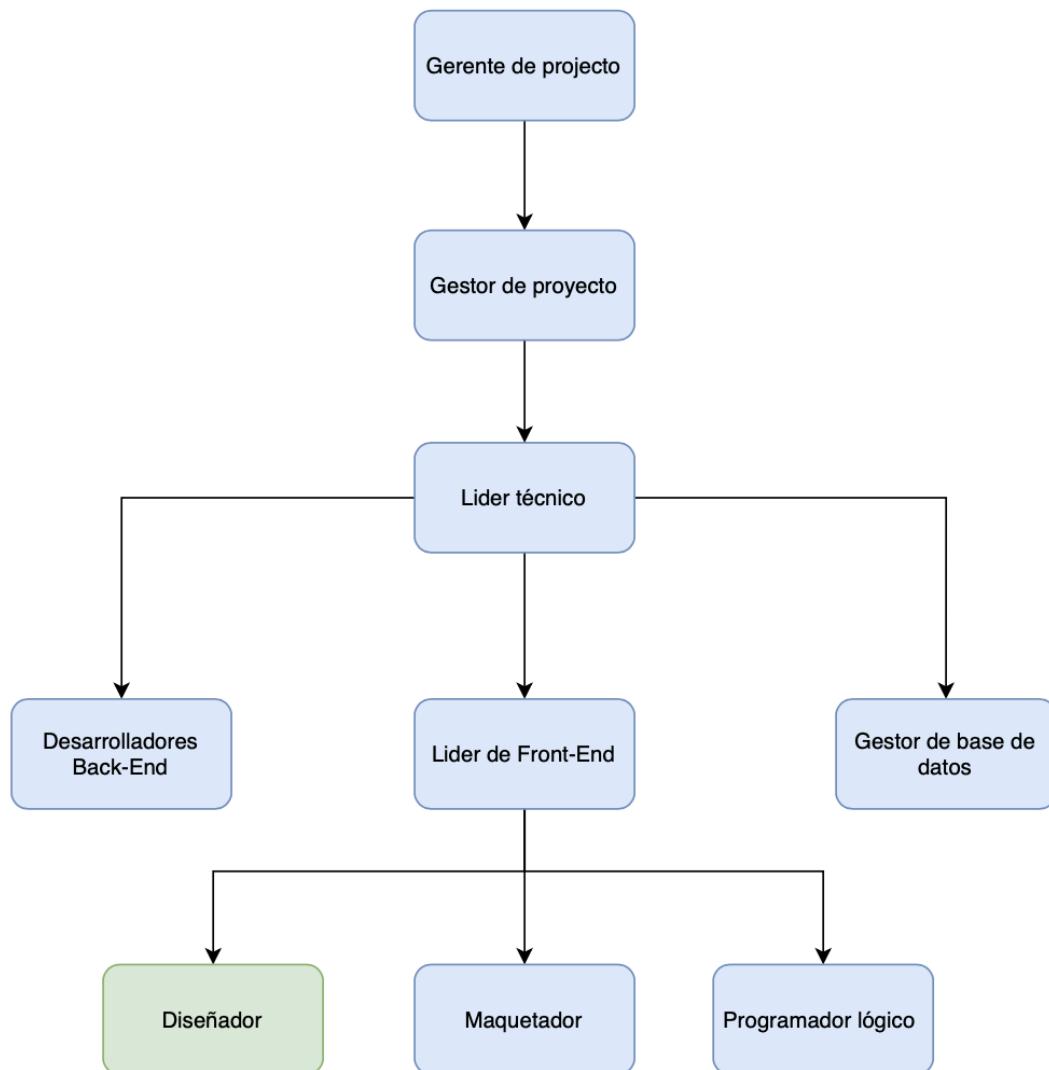 Gerente de projecto
Gestor de proyecto
Lider técnico
Desarrolladores
Back-End
Lider de Front-End
Gestor de base de
datos
Diseñador
Maquetador
Programador lógico